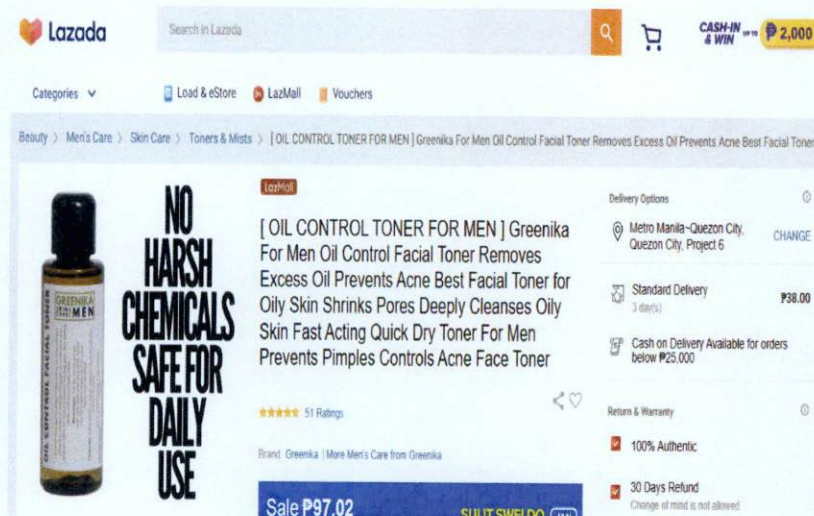 Lazada
Search in Lazada
CASH-IN & WIN UP TO ₱ 2,000
Categories
Load & eStore LazMall Vouchers
Beauty > Men's Care > Skin Care > Toners & Mists > [ OIL CONTROL TONER FOR MEN ] Greenika For Men Oil Control Facial Toner Removes Excess Oil Prevents Acne Best Facial Toner
NO
HARSH
CHEMICALS
SAFE FOR
DAILY
USE
GREENIKA
MEN
OIL CONTROL FACIAL TONER
LazMall
[ OIL CONTROL TONER FOR MEN ] Greenika
For Men Oil Control Facial Toner Removes
Excess Oil Prevents Acne Best Facial Toner for
Oily Skin Shrinks Pores Deeply Cleanses Oily
Skin Fast Acting Quick Dry Toner For Men
Prevents Pimples Controls Acne Face Toner
51 Ratings
Brand: Greenika | More Men's Care from Greenika
Sale ₱97.02
SULIT SWELDO
Delivery Options
Metro Manila~Quezon City,
Quezon City, Project 6
CHANGE
Standard Delivery ₱38.00
3 day(s)
Cash on Delivery Available for orders
below ₱25,000
Return & Warranty
100% Authentic
30 Days Refund
Change of mind is not allowed